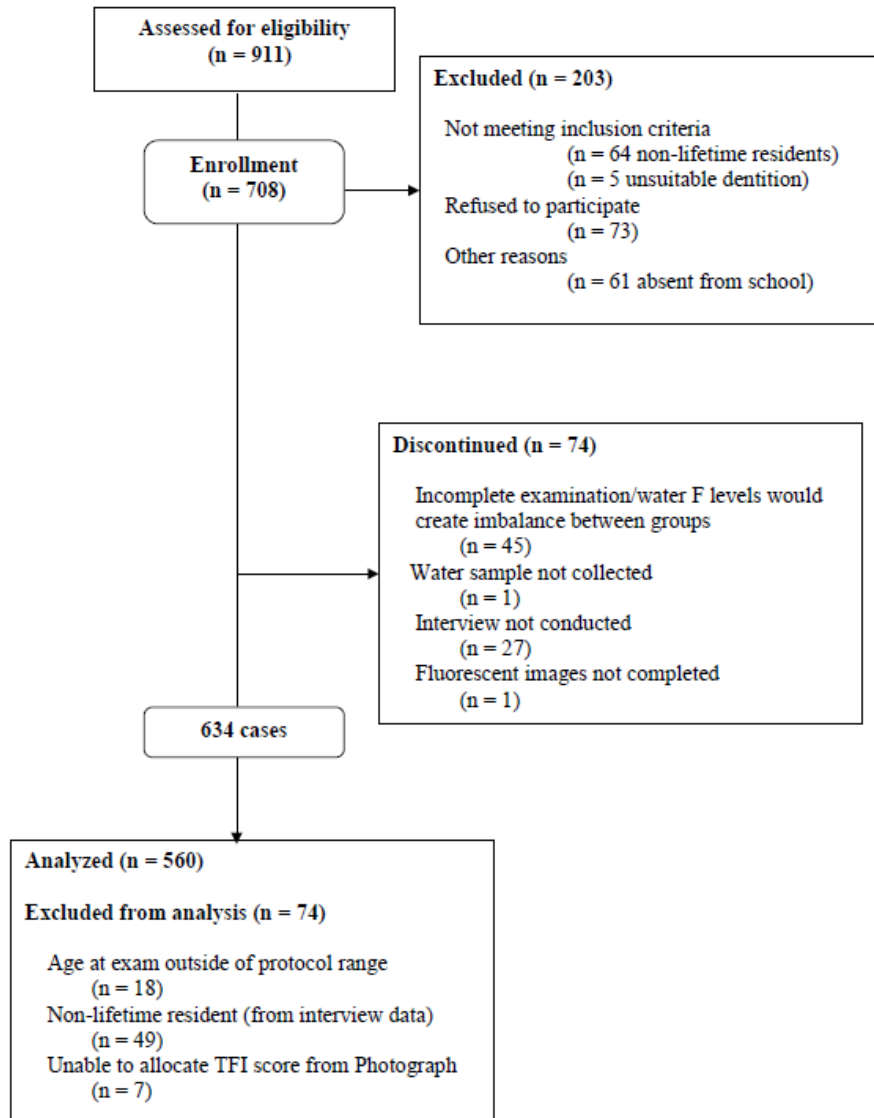 Assessed for eligibility
(n = 911)
Excluded (n = 203)
Not meeting inclusion criteria
(n = 64 non-lifetime residents)
(n = 5 unsuitable dentition)
Refused to participate
(n = 73)
Other reasons
(n = 61 absent from school)
Enrollment
(n = 708)
Discontinued (n = 74)
Incomplete examination/water F levels would
create imbalance between groups
(n = 45)
Water sample not collected
(n = 1)
Interview not conducted
(n = 27)
Fluorescent images not completed
(n = 1)
634 cases
Analyzed (n = 560)
Excluded from analysis (n = 74)
Age at exam outside of protocol range
(n = 18)
Non-lifetime resident (from interview data)
(n = 49)
Unable to allocate TFI score from Photograph
(n = 7)